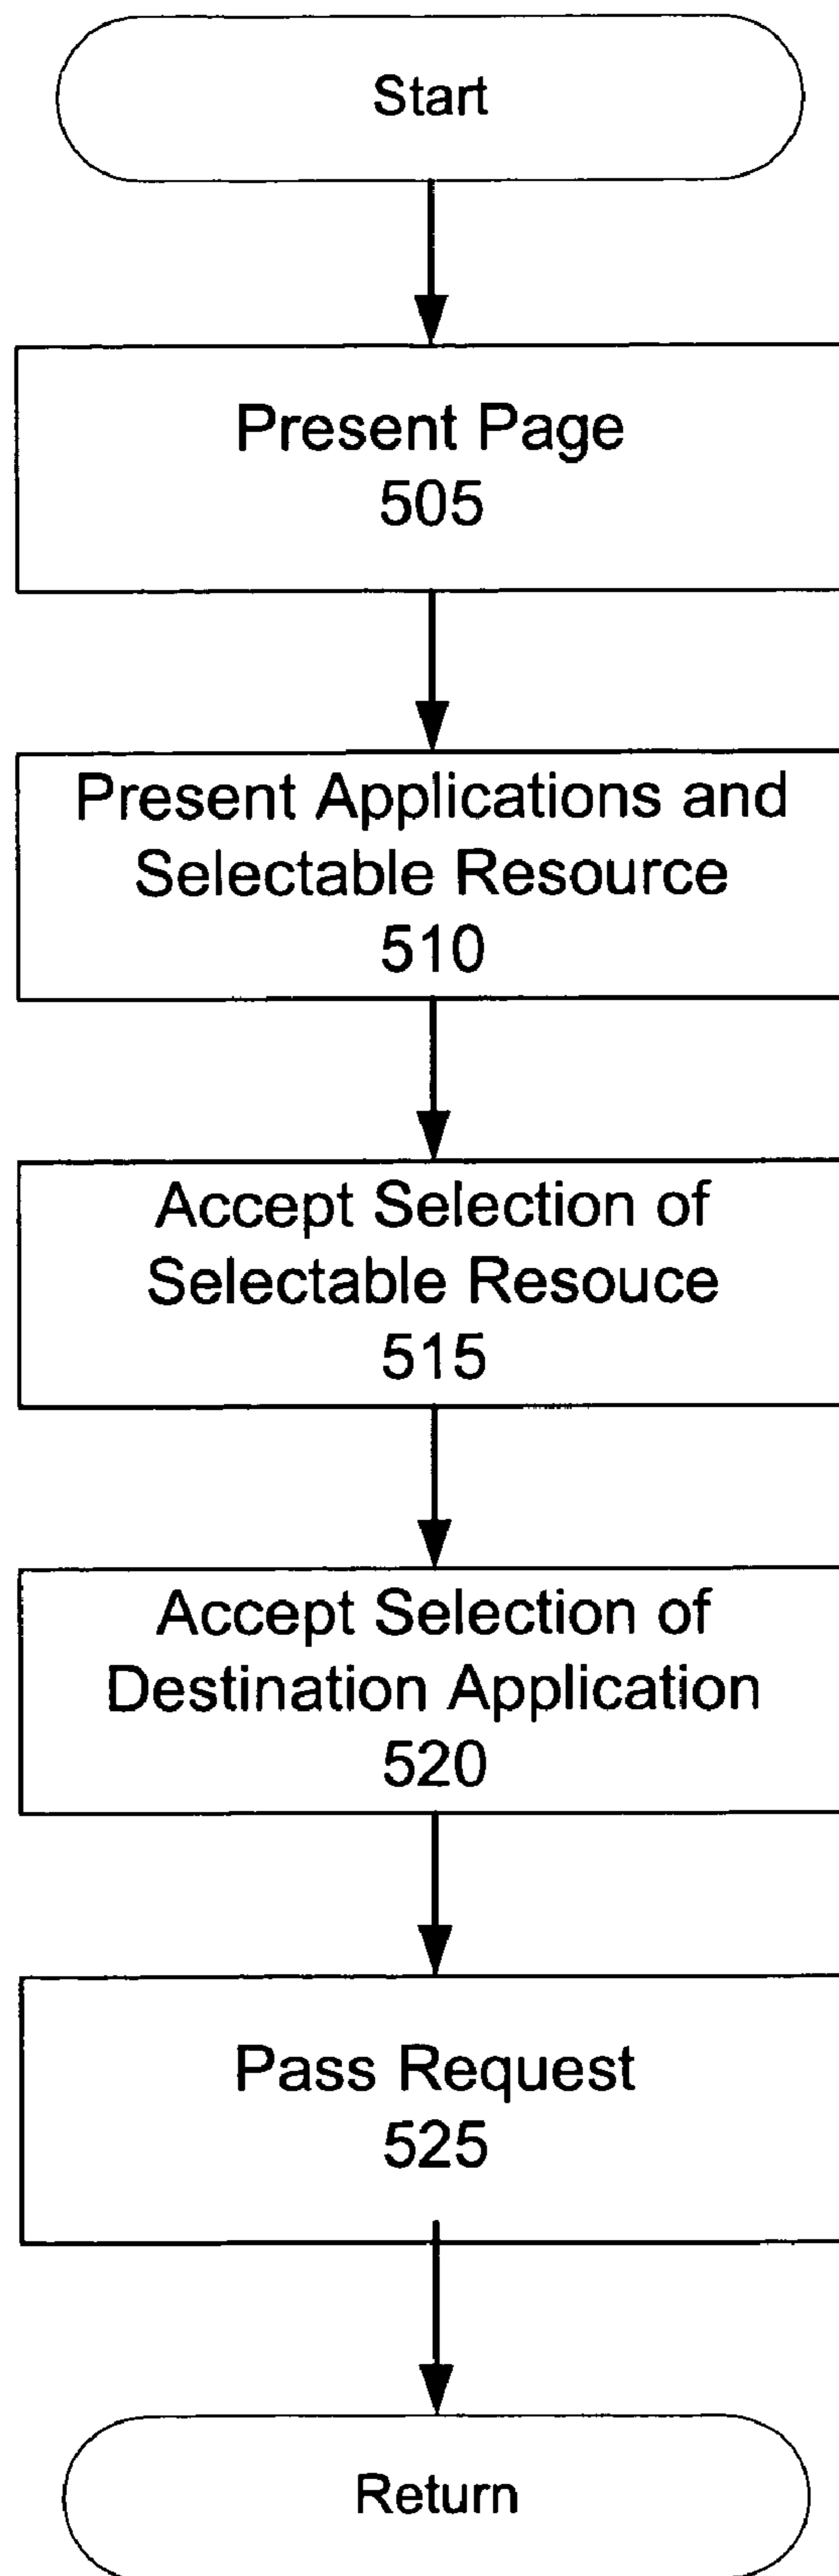 Start
Present Page
505
Present Applications and
Selectable Resource
510
Accept Selection of
Selectable Resouce
515
Accept Selection of
Destination Application
520
Pass Request
525
Return